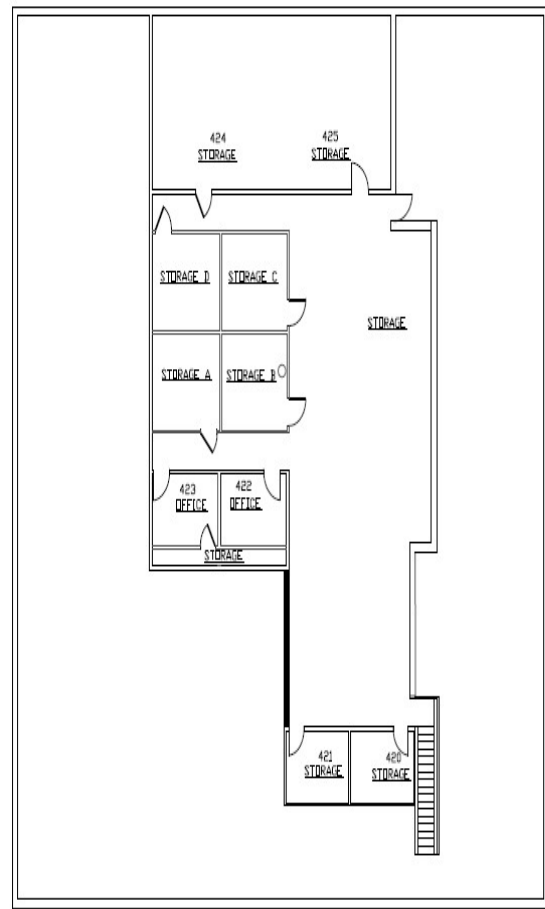 424
STORAGE
425
STORAGE
STORAGE D
STORAGE C
STORAGE
STORAGE A
STORAGE B
423
OFFICE
422
OFFICE
STORAGE
421
STORAGE
420
STORAGE